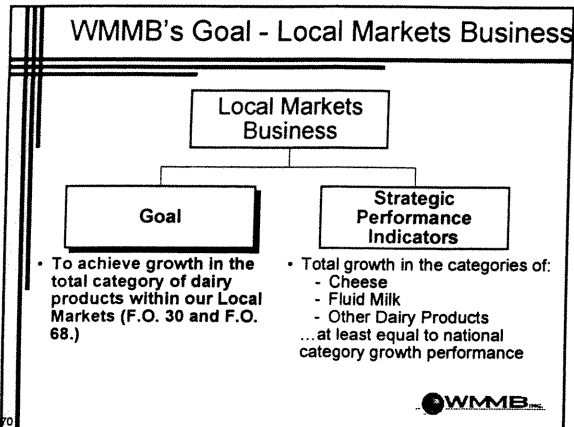 WMMB's Goal - Local Markets Business
Local Markets
Business
Goal
Strategic
Performance
Indicators
• To achieve growth in the
total category of dairy
products within our Local
Markets (F.O. 30 and F.O.
68.)
• Total growth in the categories of:
- Cheese
- Fluid Milk
- Other Dairy Products
...at least equal to national
category growth performance
WMMB INC.
70